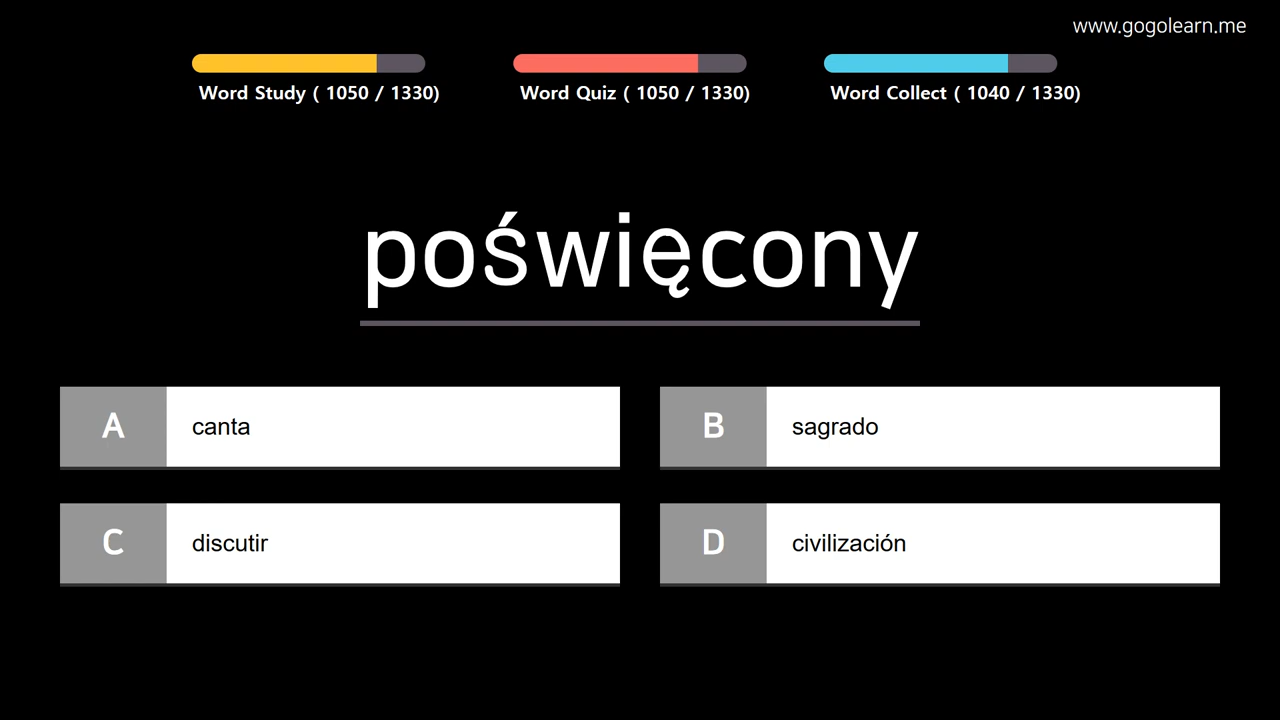 www.gogolearn.me
Word Study ( 1050 / 1330)
Word Quiz ( 1050 / 1330)
Word Collect ( 1040 / 1330)
poświęcony
A canta
B sagrado
C discutir
D civilización